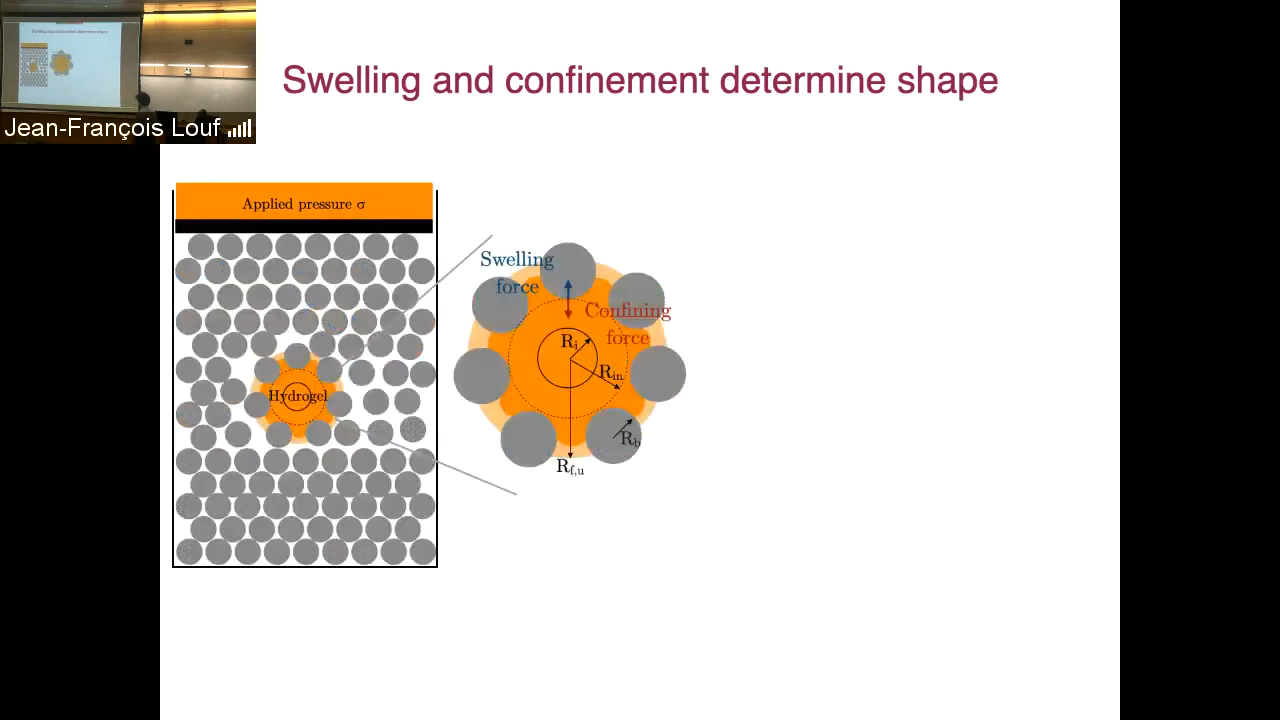 Swelling and confinement determine shape
Jean-François Louf
Applied pressure σ
Hydrogel
Swelling
force
Confining
force
Ri
Rin
Rb
Rf,u